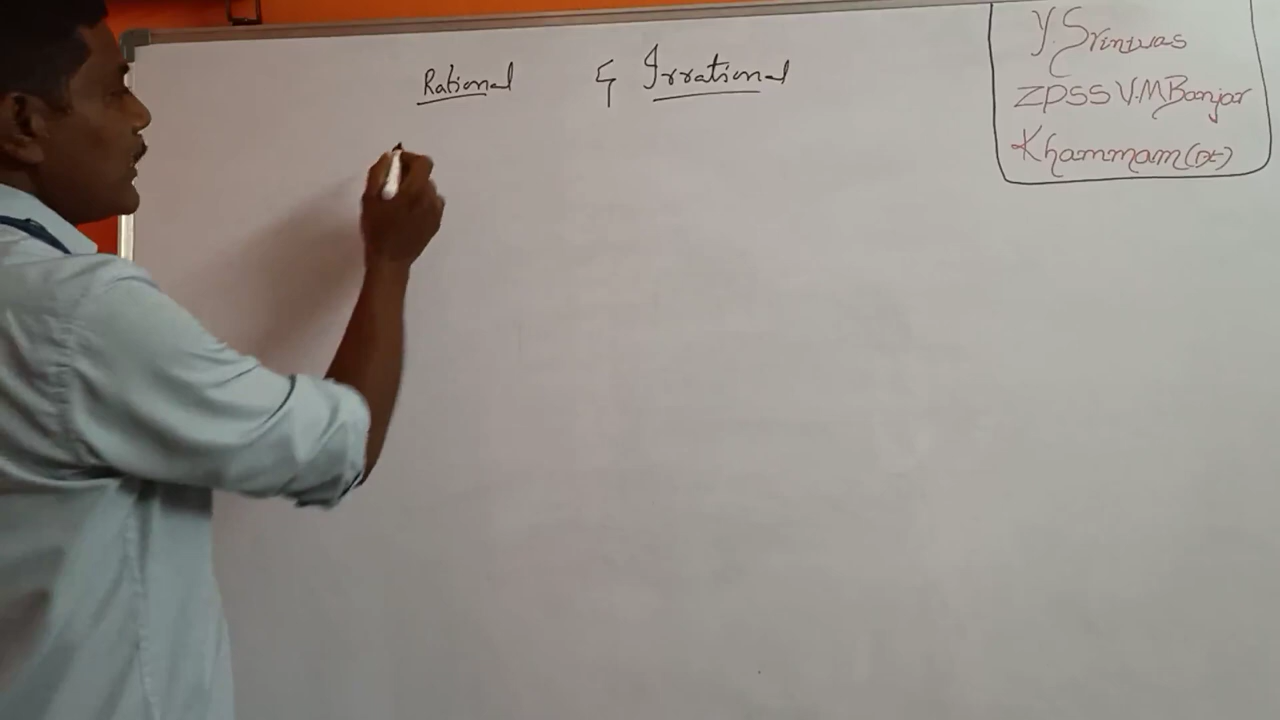 Rational & Irrational
Y. Srinivas
ZPSS V.M Banjar
Khammam (Dt)